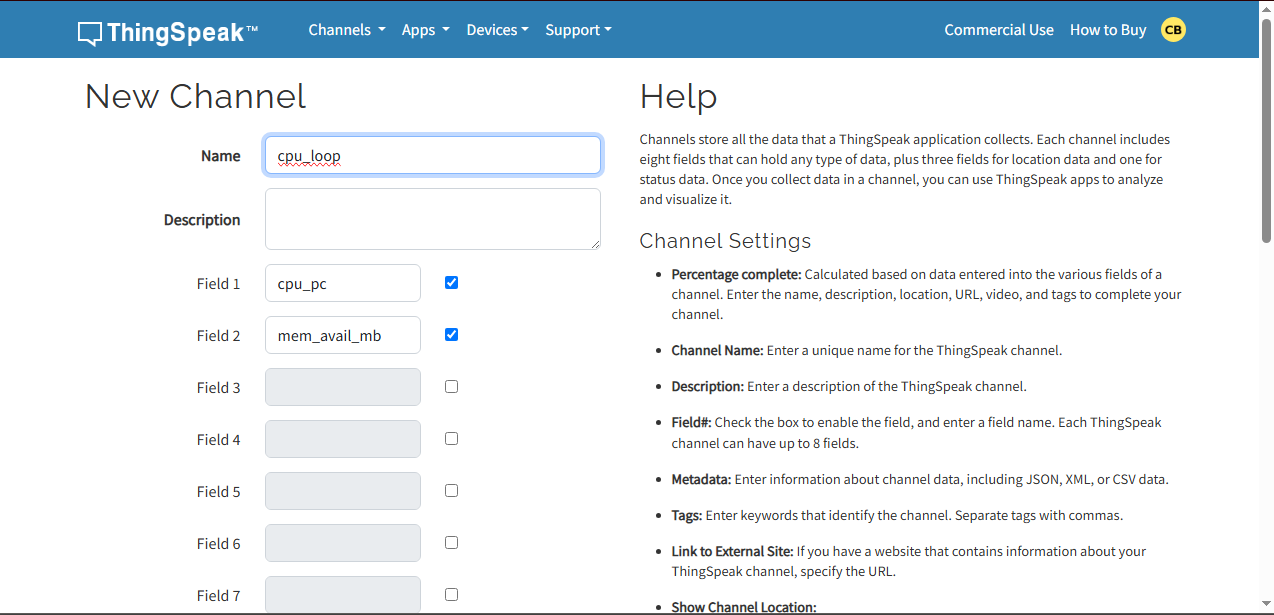 ThingSpeak™ Channels Apps Devices Support Commercial Use How to Buy CB
New Channel
Name cpu_loop
Description
Field 1 cpu_pc
Field 2 mem_avail_mb
Field 3
Field 4
Field 5
Field 6
Field 7
Help
Channels store all the data that a ThingSpeak application collects. Each channel includes
eight fields that can hold any type of data, plus three fields for location data and one for
status data. Once you collect data in a channel, you can use ThingSpeak apps to analyze
and visualize it.
Channel Settings
• Percentage complete: Calculated based on data entered into the various fields of a
channel. Enter the name, description, location, URL, video, and tags to complete your
channel.
• Channel Name: Enter a unique name for the ThingSpeak channel.
• Description: Enter a description of the ThingSpeak channel.
• Field#: Check the box to enable the field, and enter a field name. Each ThingSpeak
channel can have up to 8 fields.
• Metadata: Enter information about channel data, including JSON, XML, or CSV data.
• Tags: Enter keywords that identify the channel. Separate tags with commas.
• Link to External Site: If you have a website that contains information about your
ThingSpeak channel, specify the URL.
• Show Channel Location: